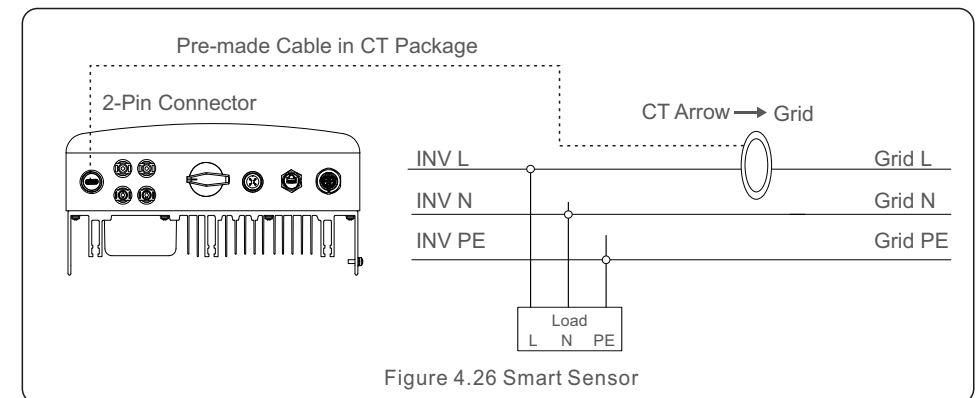 Pre-made Cable in CT Package
2-Pin Connector
CT Arrow → Grid
INV L
Grid L
INV N
Grid N
INV PE
Grid PE
Load
L N PE
Figure 4.26 Smart Sensor